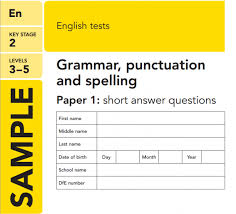 En
KEY STAGE
2
LEVELS
3–5
SAMPLE
English tests
Grammar, punctuation
and spelling
Paper 1: short answer questions
First name
Middle name
Last name
Date of birth Day Month Year
School name
DfE number